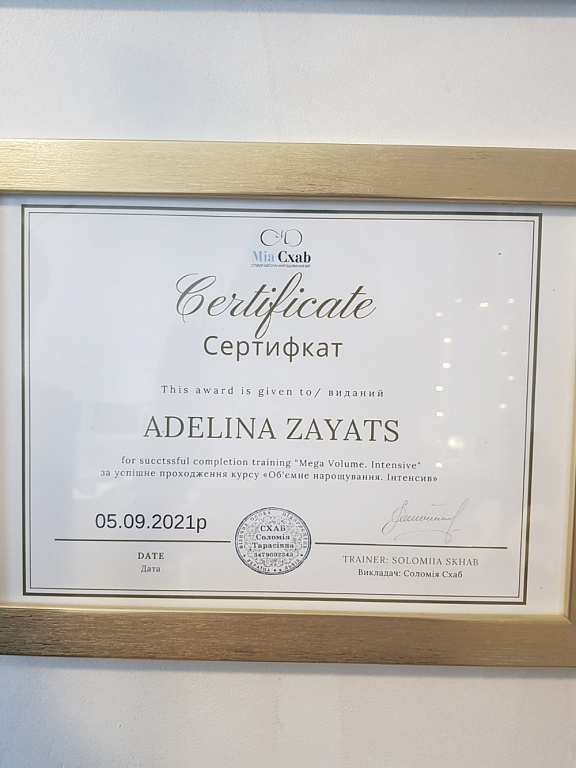 Mia Схаб
Certificate
Сертифкат
This award is given to/ виданий
ADELINA ZAYATS
for succtssful completion training "Mega Volume. Intensive"
за успішне проходження курсу «Об'ємне нарощування. Інтенсив»
05.09.2021р
DATE
Дата
СХАБ
Соломія
Тарасівна
3479602343
TRAINER: SOLOMIIA SKHAB
Викладач: Соломія Схаб